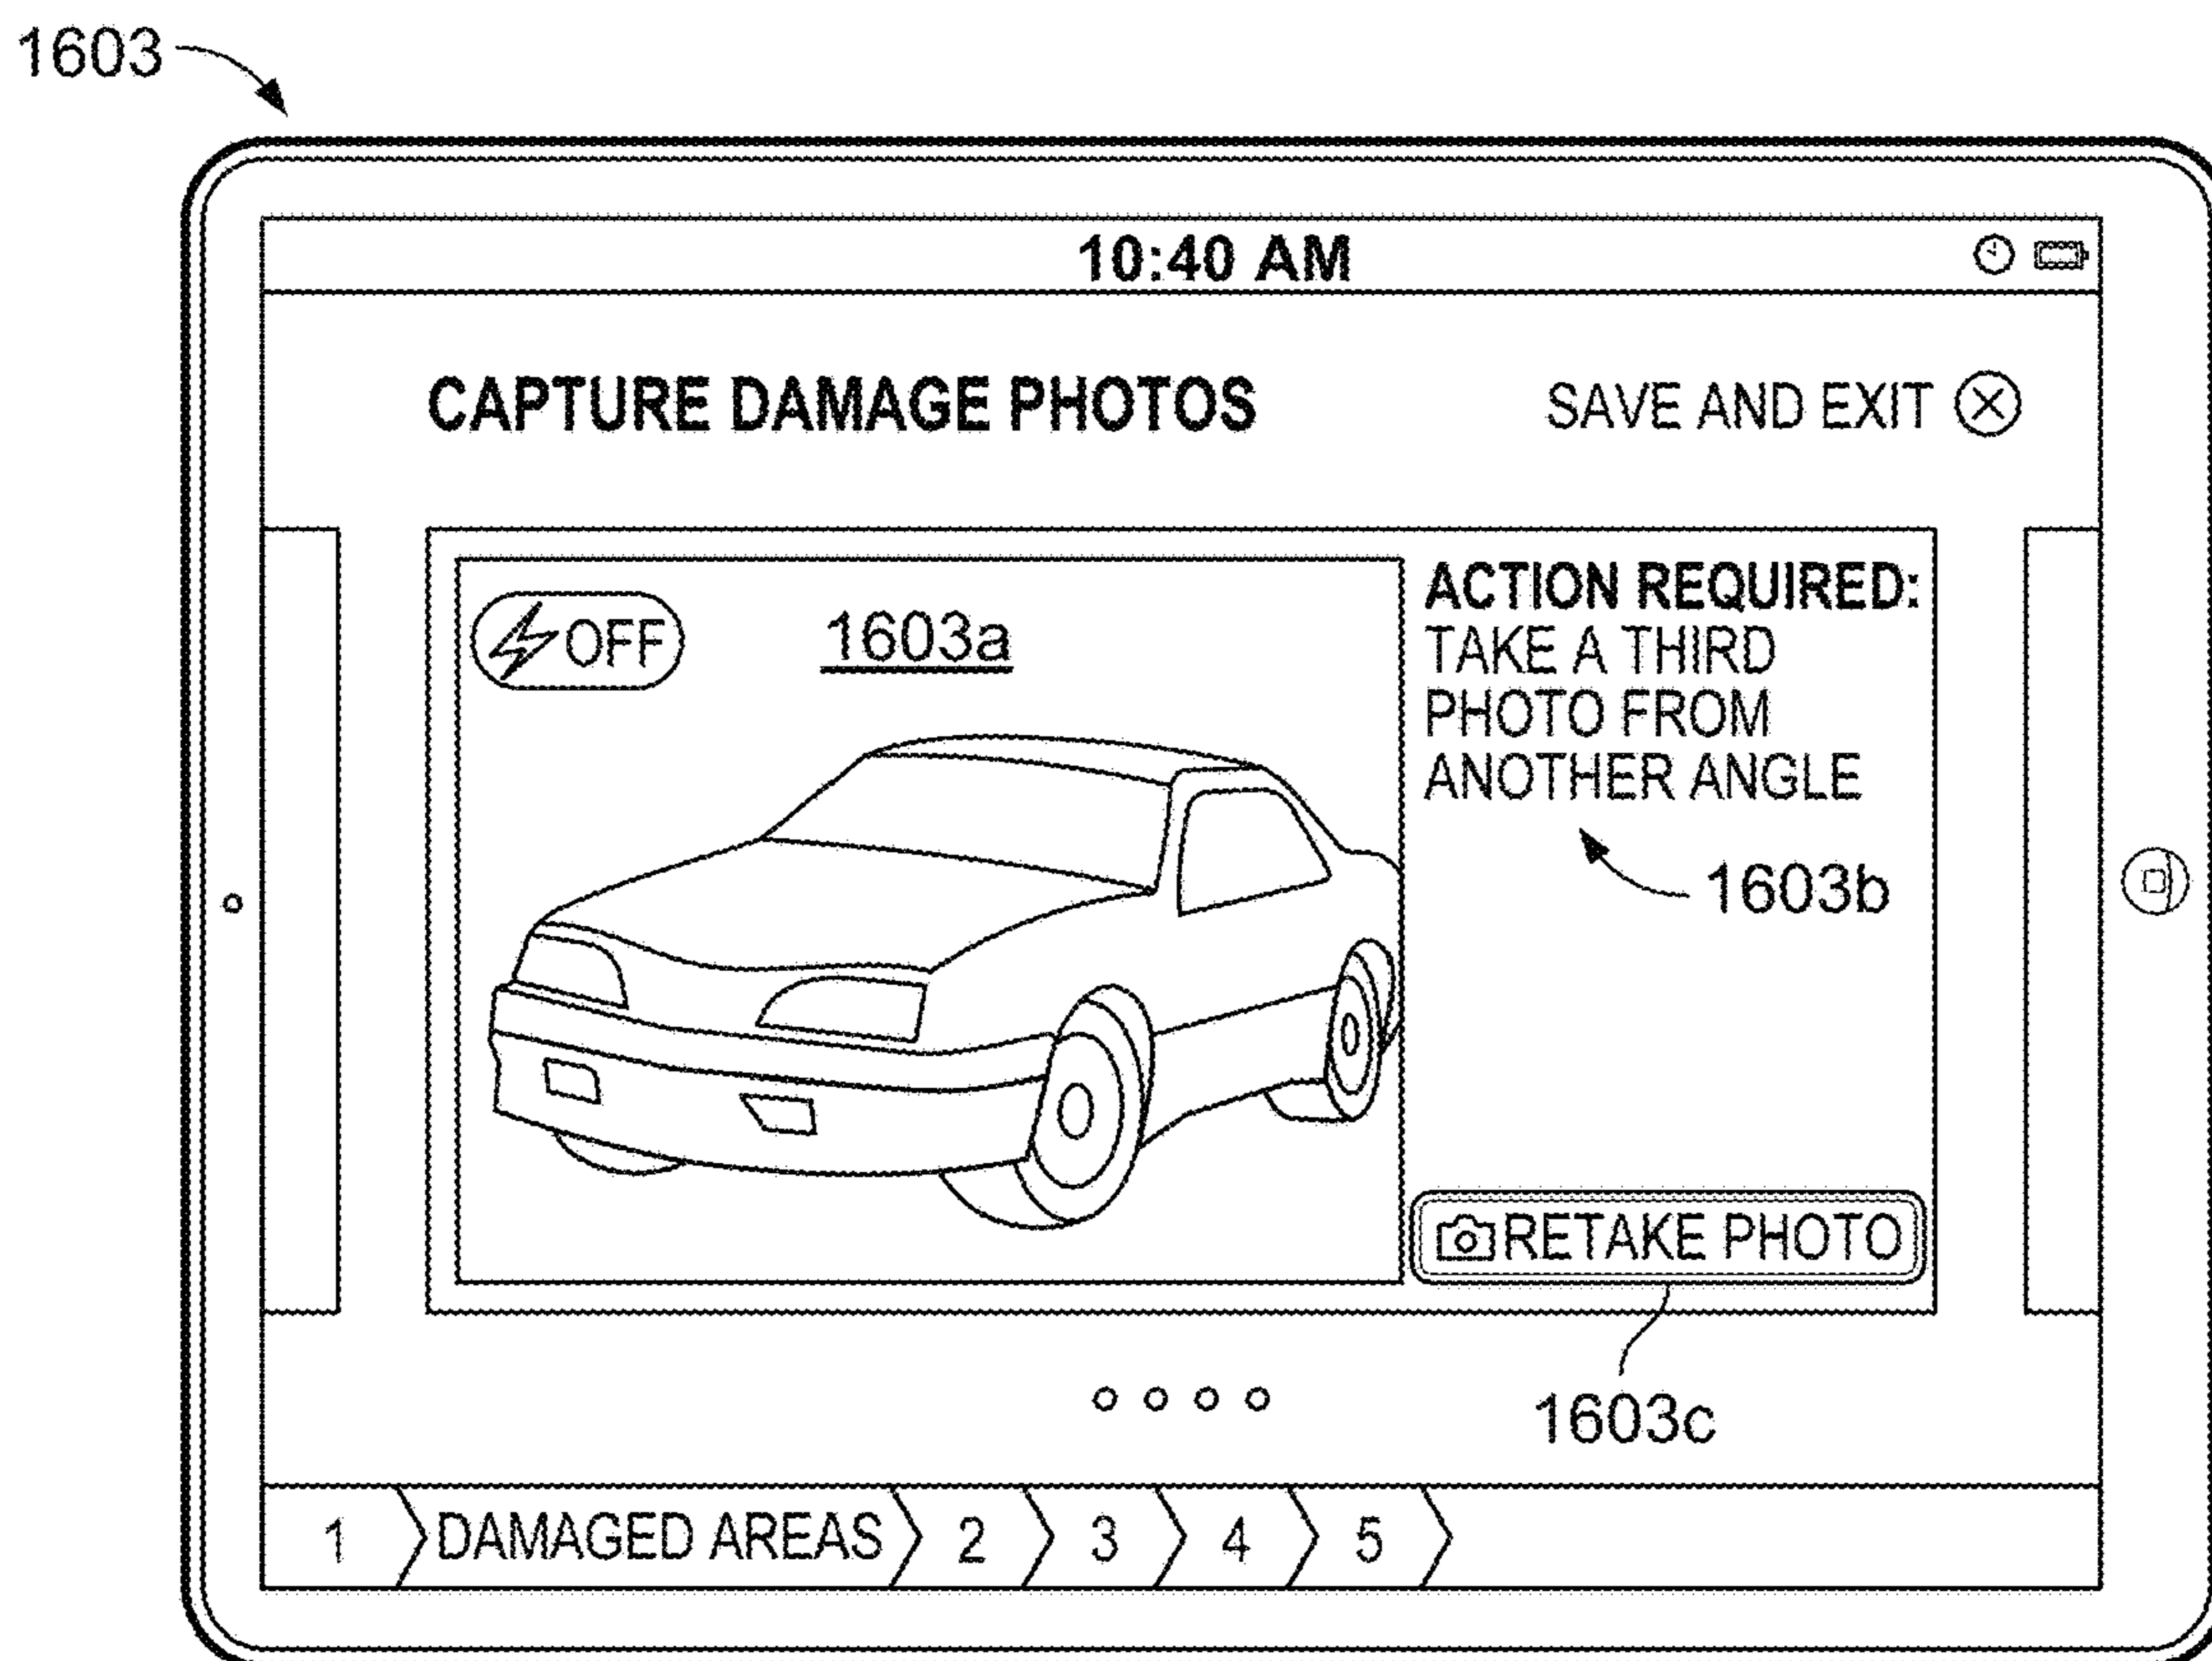 1603
10:40 AM
CAPTURE DAMAGE PHOTOS
SAVE AND EXIT
OFF
1603a
ACTION REQUIRED:
TAKE A THIRD
PHOTO FROM
ANOTHER ANGLE
1603b
RETAKE PHOTO
1603c
1 DAMAGED AREAS 2 3 4 5